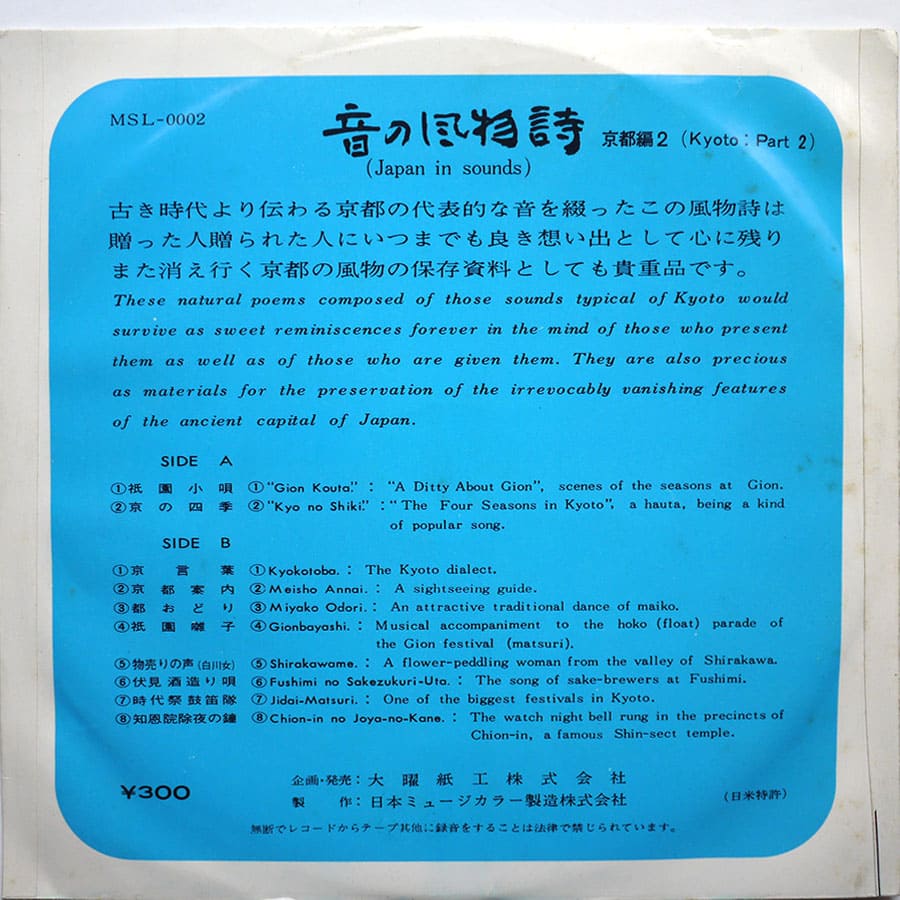 MSL-0002
音の風物詩 京都編2 (Kyoto: Part 2)
(Japan in sounds)
古き時代より伝わる京都の代表的な音を綴ったこの風物詩は
贈った人贈られた人にいつまでも良き想い出として心に残り
また消え行く京都の風物の保存資料としても貴重品です。
These natural poems composed of those sounds typical of Kyoto would
survive as sweet reminiscences forever in the mind of those who present
them as well as of those who are given them. They are also precious
as materials for the preservation of the irrevocably vanishing features
of the ancient capital of Japan.
SIDE A
①祇園小唄 ①"Gion Kouta.": "A Ditty About Gion", scenes of the seasons at Gion.
②京の四季 ②"Kyo no Shiki.": "The Four Seasons in Kyoto", a hauta, being a kind
of popular song.
SIDE B
①京言葉 ①Kyokotoba.: The Kyoto dialect.
②京都案内 ②Meisho Annai.: A sightseeing guide.
③都おどり ③Miyako Odori.: An attractive traditional dance of maiko.
④祇園囃子 ④Gionbayashi.: Musical accompaniment to the hoko (float) parade of
the Gion festival (matsuri).
⑤物売りの声(白川女) ⑤Shirakawame.: A flower-peddling woman from the valley of Shirakawa.
⑥伏見酒造り唄 ⑥Fushimi no Sakezukuri-Uta.: The song of sake-brewers at Fushimi.
⑦時代祭鼓笛隊 ⑦Jidai-Matsuri.: One of the biggest festivals in Kyoto.
⑧知恩院除夜の鐘 ⑧Chion-in no Joya-no-Kane.: The watch night bell rung in the precincts of
Chion-in, a famous Shin-sect temple.
¥300
企画・発売: 大曜紙工株式会社
製作: 日本ミュージカラー製造株式会社 (日米特許)
無断でレコードからテープ其他に録音をすることは法律で禁じられています。